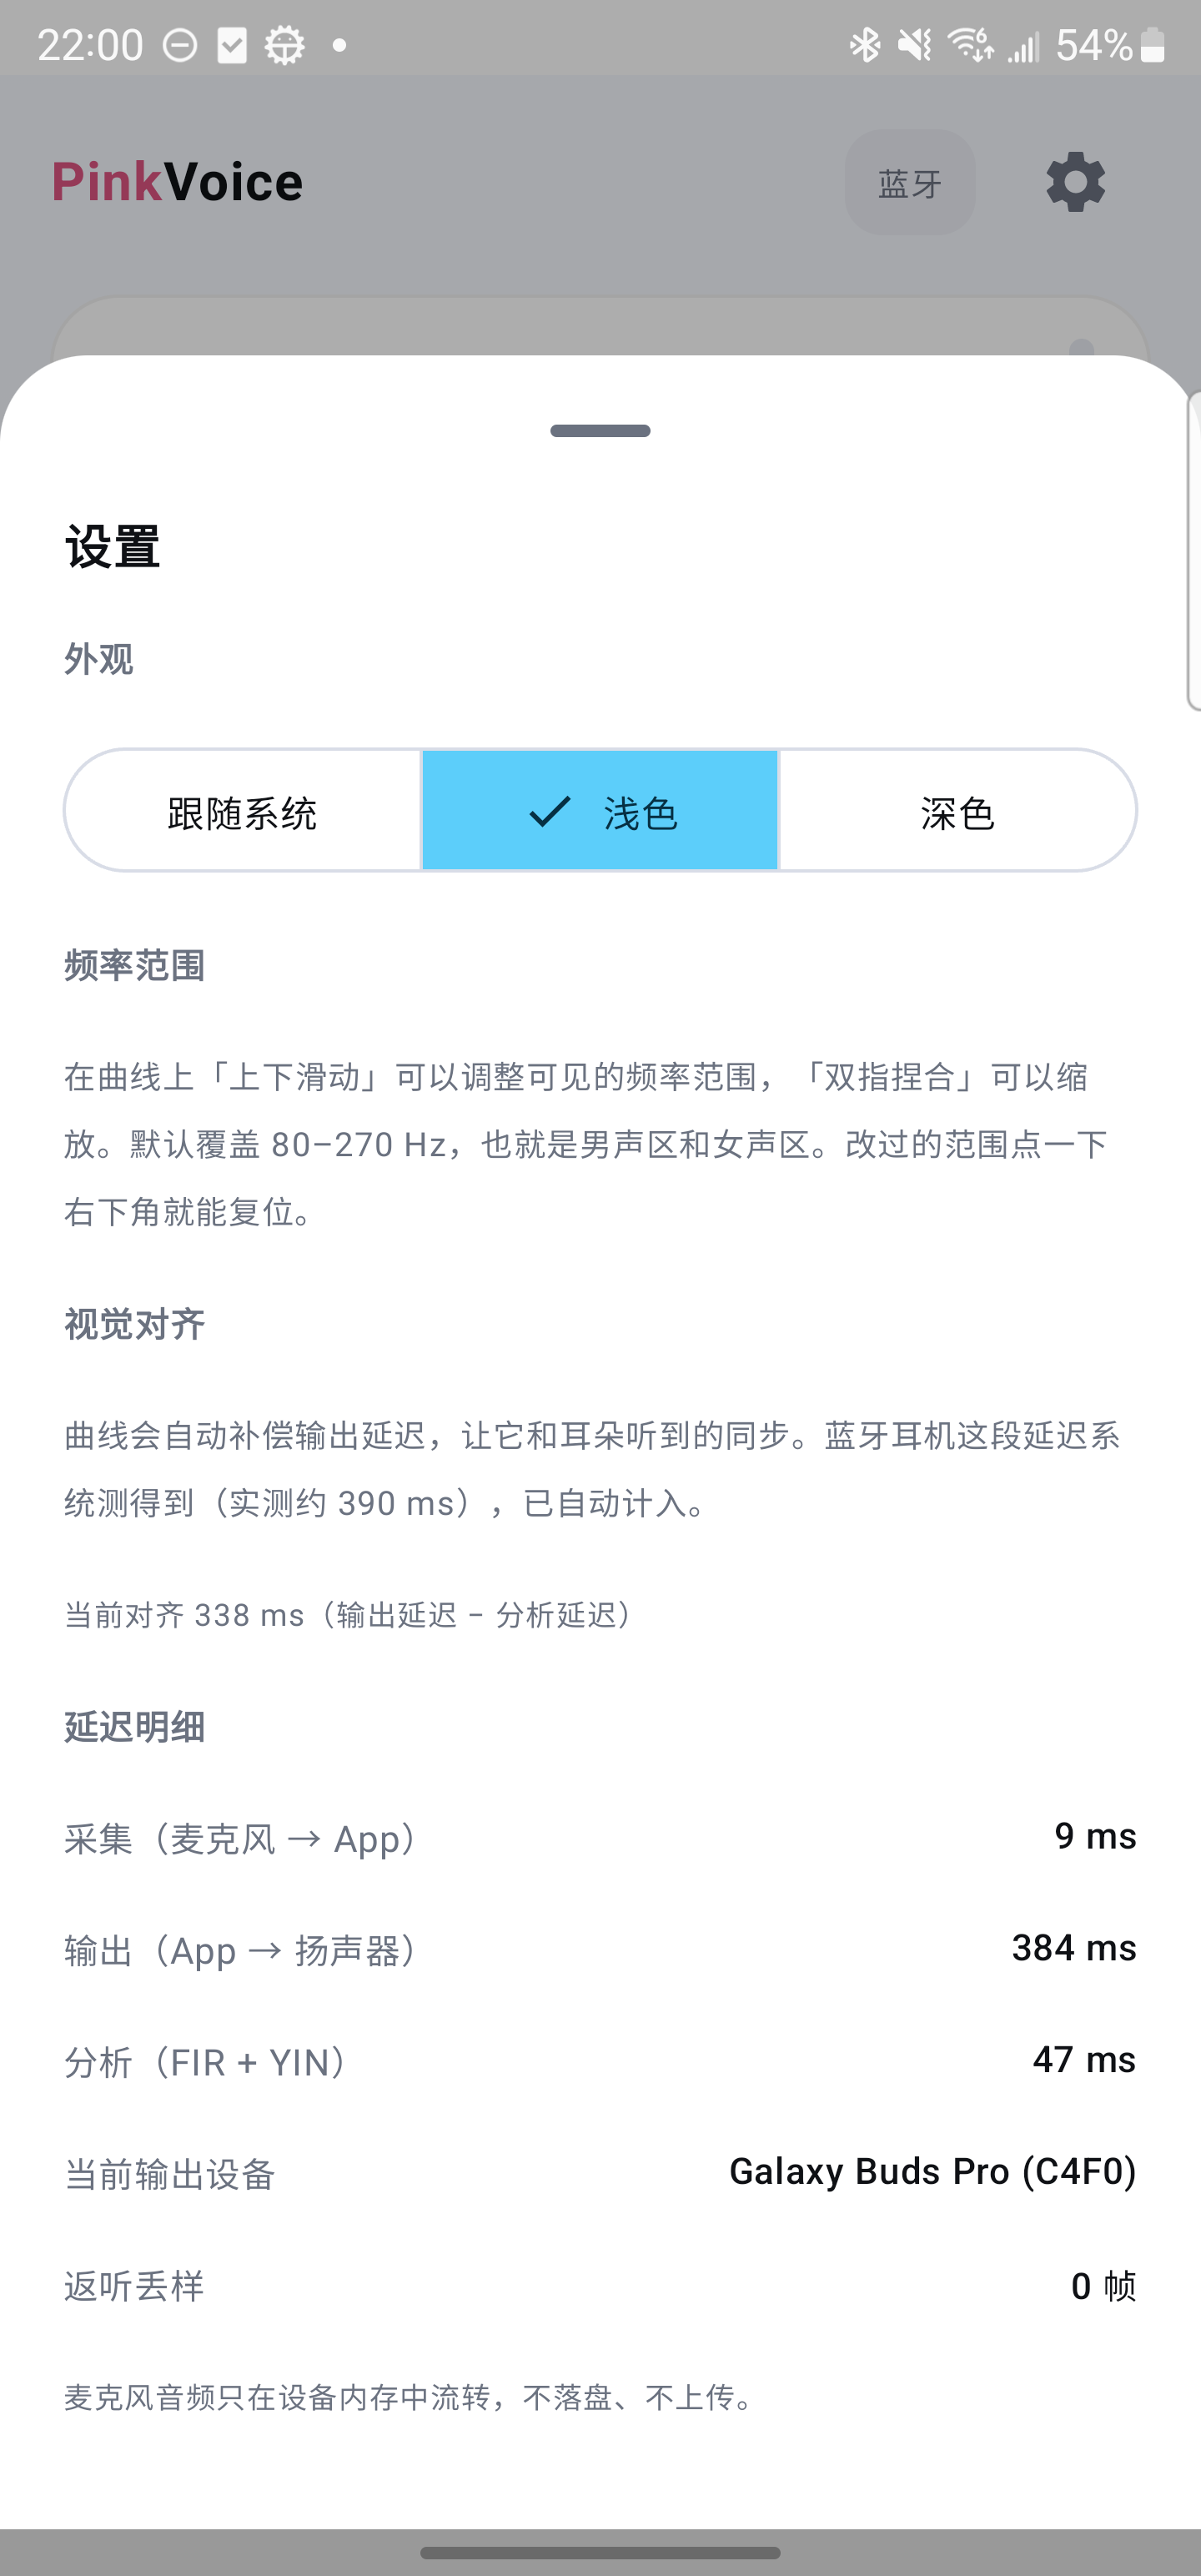 22:00
6
54%
PinkVoice
蓝牙
设置
外观
跟随系统
浅色
深色
频率范围
在曲线上「上下滑动」可以调整可见的频率范围，「双指捏合」可以缩
放。默认覆盖 80–270 Hz，也就是男声区和女声区。改过的范围点一下
右下角就能复位。
视觉对齐
曲线会自动补偿输出延迟，让它和耳朵听到的同步。蓝牙耳机这段延迟系
统测得到（实测约 390 ms），已自动计入。
当前对齐 338 ms（输出延迟 − 分析延迟）
延迟明细
采集（麦克风 → App）
9 ms
输出（App → 扬声器）
384 ms
分析（FIR + YIN）
47 ms
当前输出设备
Galaxy Buds Pro (C4F0)
返听丢样
0 帧
麦克风音频只在设备内存中流转，不落盘、不上传。